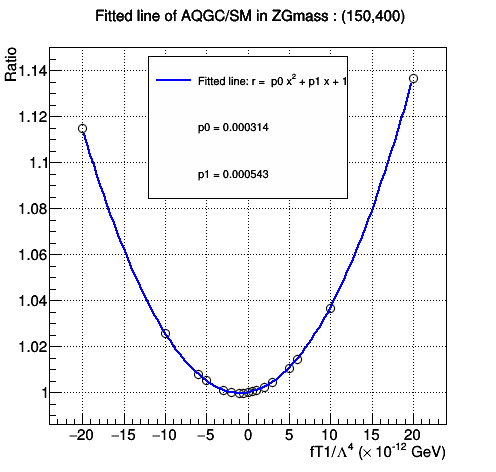 Fitted line of AQGC/SM in ZGmass : (150,400)
Ratio
Fitted line: r = p0 x² + p1 x + 1
p0 = 0.000314
p1 = 0.000543
1.14
1.12
1.1
1.08
1.06
1.04
1.02
1
−20 −15 −10 −5 0 5 10 15 20
fT1/Λ⁴ (× 10⁻¹² GeV)